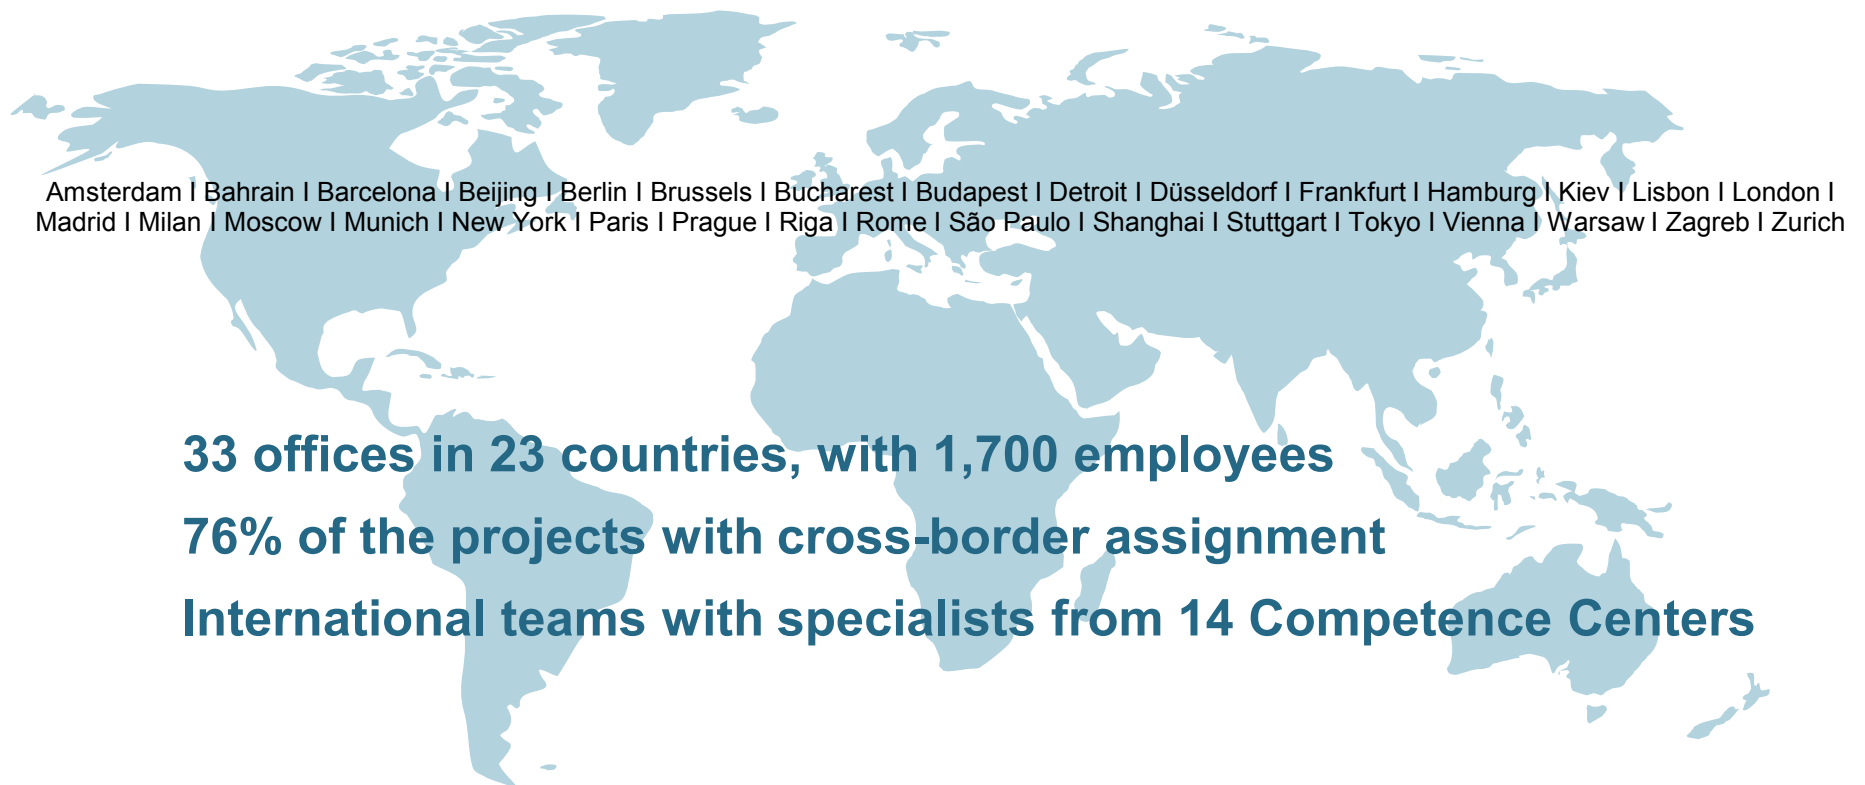 Amsterdam I Bahrain I Barcelona I Beijing I Berlin I Brussels I Bucharest I Budapest I Detroit I Düsseldorf I Frankfurt I Hamburg I Kiev I Lisbon I London I
Madrid I Milan I Moscow I Munich I New York I Paris I Prague I Riga I Rome I São Paulo I Shanghai I Stuttgart I Tokyo I Vienna I Warsaw I Zagreb I Zurich
33 offices in 23 countries, with 1,700 employees
76% of the projects with cross-border assignment
International teams with specialists from 14 Competence Centers